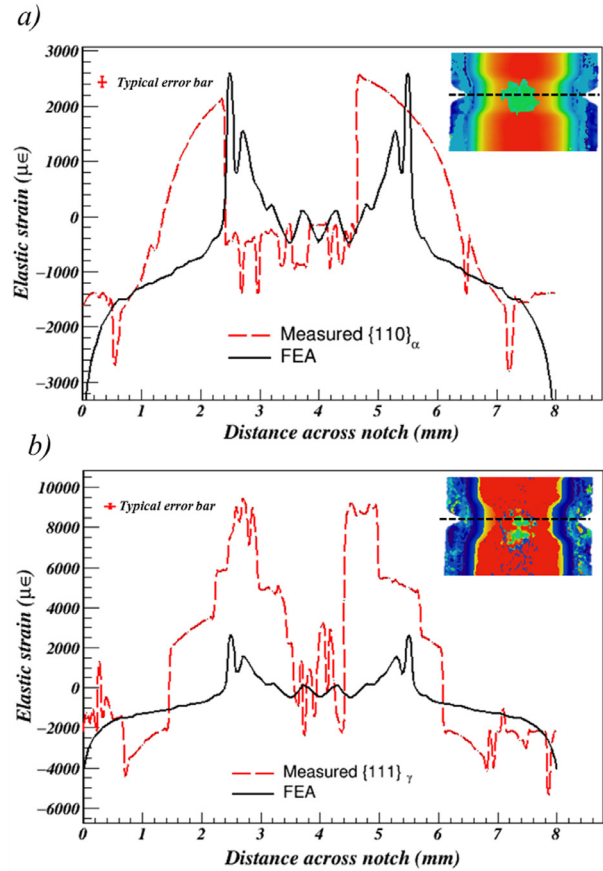 a)
3000
Typical error bar
2000
1000
0
−1000
−2000
−3000
Elastic strain (με)
Measured {110}α
FEA
0 1 2 3 4 5 6 7 8
Distance across notch (mm)
b)
10000
Typical error bar
8000
6000
4000
2000
0
−2000
−4000
−6000
Elastic strain (με)
Measured {111} γ
FEA
0 1 2 3 4 5 6 7 8
Distance across notch (mm)